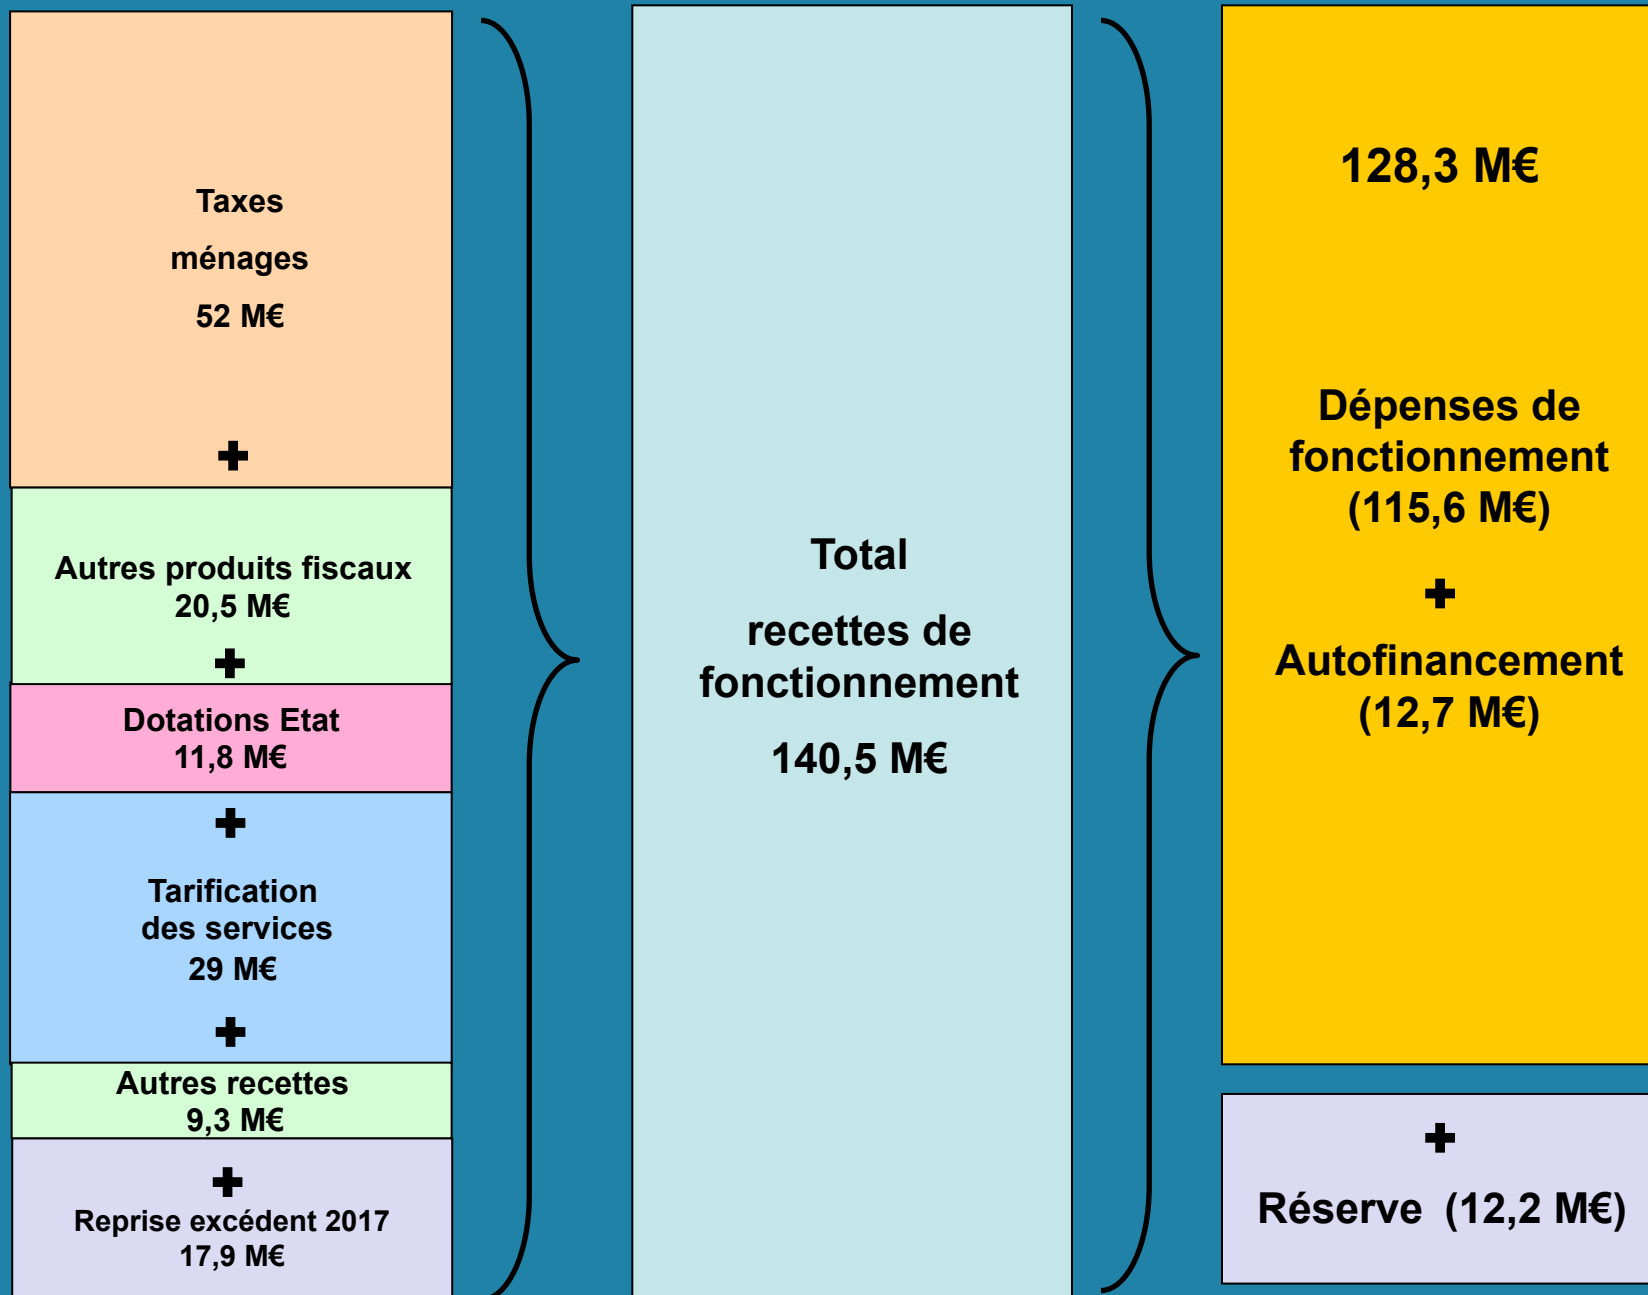 Taxes
ménages
52 M€
+
Autres produits fiscaux
20,5 M€
+
Dotations Etat
11,8 M€
+
Tarification
des services
29 M€
+
Autres recettes
9,3 M€
+
Reprise excédent 2017
17,9 M€
Total
recettes de
fonctionnement
140,5 M€
128,3 M€
Dépenses de
fonctionnement
(115,6 M€)
+
Autofinancement
(12,7 M€)
+
Réserve (12,2 M€)